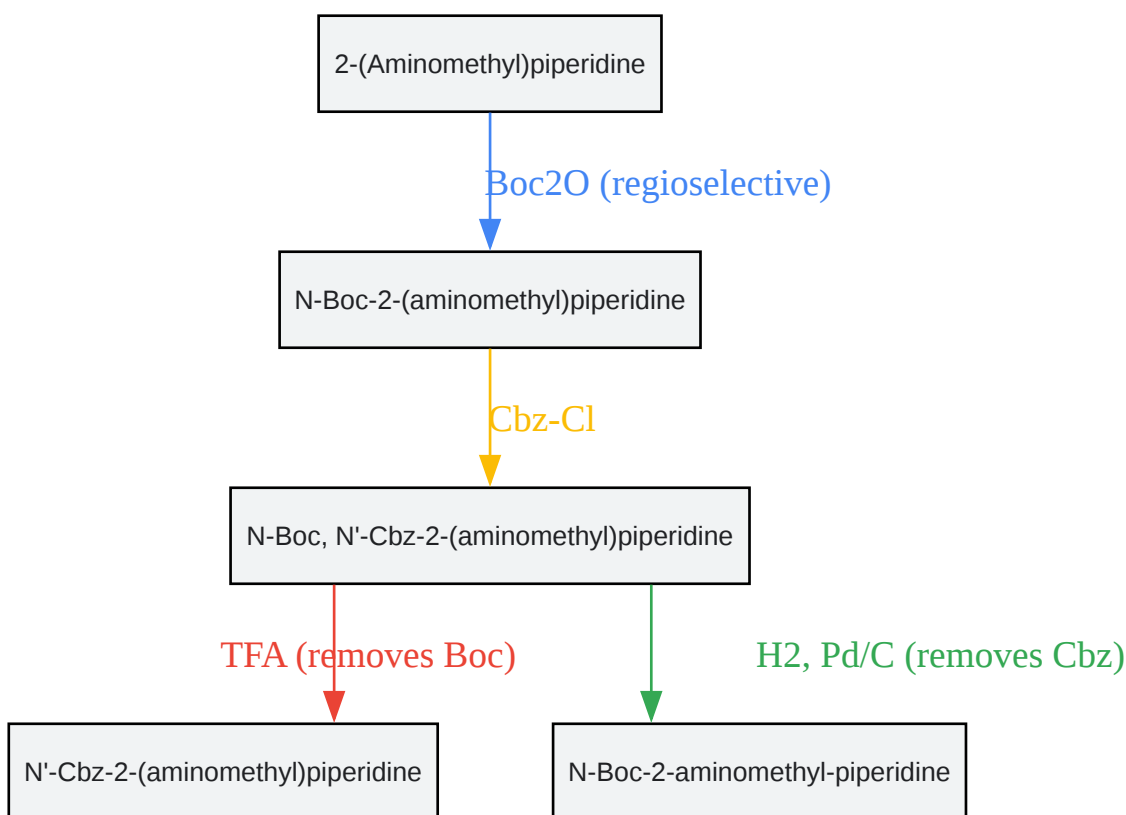 2-(Aminomethyl)piperidine
Boc2O (regioselective)
N-Boc-2-(aminomethyl)piperidine
Cbz-Cl
N-Boc, N'-Cbz-2-(aminomethyl)piperidine
TFA (removes Boc)
H2, Pd/C (removes Cbz)
N'-Cbz-2-(aminomethyl)piperidine
N-Boc-2-aminomethyl-piperidine